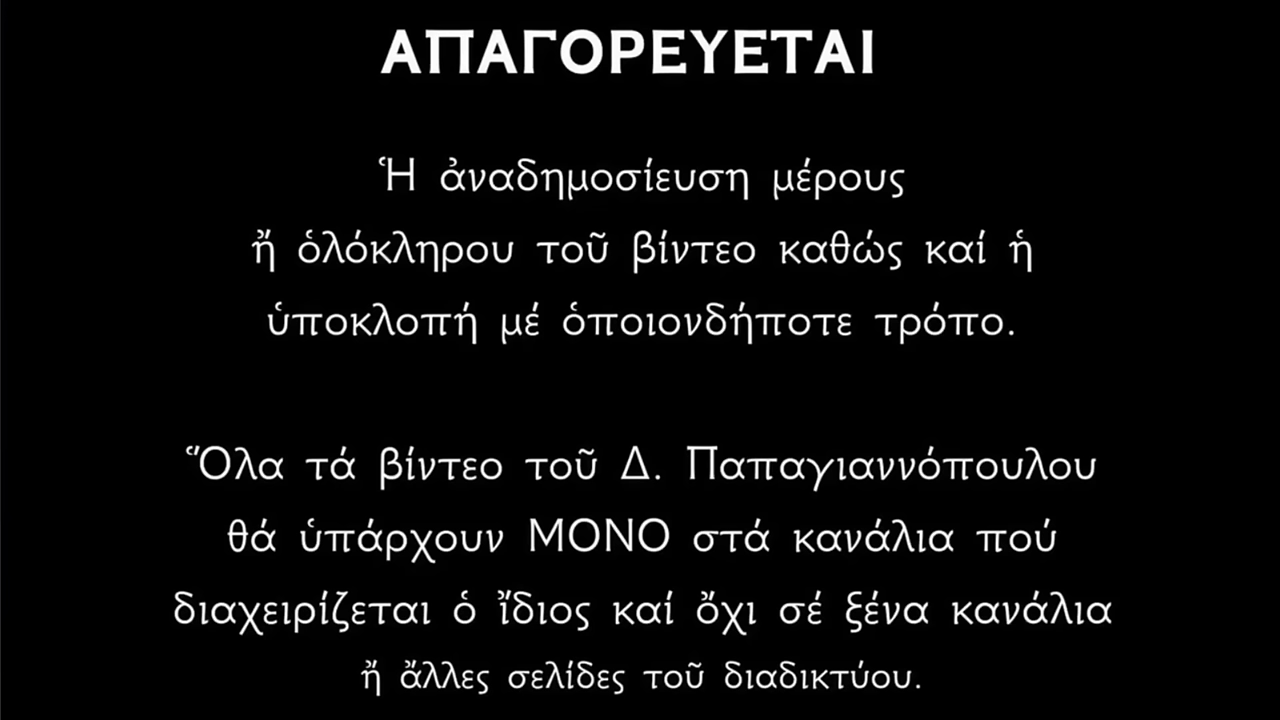 ΑΠΑΓΟΡΕΥΕΤΑΙ
Ἡ ἀναδημοσίευση μέρους
ἤ ὁλόκληρου τοῦ βίντεο καθώς καί ἡ
ὑποκλοπή μέ ὁποιονδήποτε τρόπο.
Ὅλα τά βίντεο τοῦ Δ. Παπαγιαννόπουλου
θά ὑπάρχουν ΜΟΝΟ στά κανάλια πού
διαχειρίζεται ὁ ἴδιος καί ὄχι σέ ξένα κανάλια
ἤ ἄλλες σελίδες τοῦ διαδικτύου.